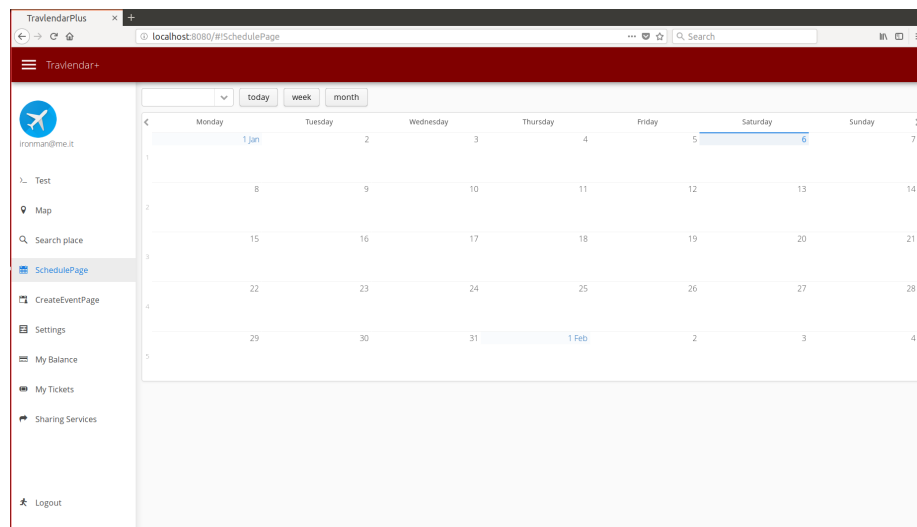 TravlendarPlus × +
localhost:8080/#!SchedulePage ... Search
Travlendar+
ironman@me.it
Test
Map
Search place
SchedulePage
CreateEventPage
Settings
My Balance
My Tickets
Sharing Services
Logout
today week month
Monday Tuesday Wednesday Thursday Friday Saturday Sunday
1 Jan 2 3 4 5 6 7
1
8 9 10 11 12 13 14
2
15 16 17 18 19 20 21
3
22 23 24 25 26 27 28
4
29 30 31 1 Feb 2 3 4
5